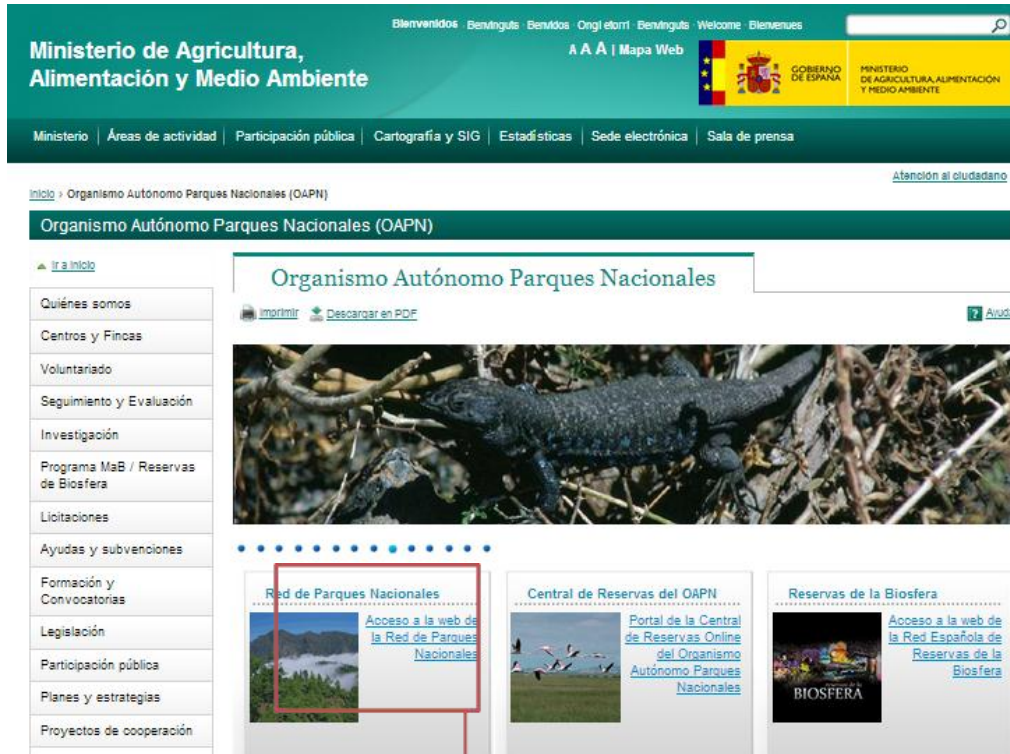 Bienvenidos · Benvinguts · Benvidos · Ongi etorri · Benvinguts · Welcome · Bienvenues
Ministerio de Agricultura,
Alimentación y Medio Ambiente
A A A | Mapa Web
GOBIERNO
DE ESPAÑA
MINISTERIO
DE AGRICULTURA, ALIMENTACIÓN
Y MEDIO AMBIENTE
Ministerio | Áreas de actividad | Participación pública | Cartografía y SIG | Estadísticas | Sede electrónica | Sala de prensa
Atención al ciudadano
Inicio › Organismo Autónomo Parques Nacionales (OAPN)
Organismo Autónomo Parques Nacionales (OAPN)
Ir a inicio
Quiénes somos
Centros y Fincas
Voluntariado
Seguimiento y Evaluación
Investigación
Programa MaB / Reservas
de Biosfera
Licitaciones
Ayudas y subvenciones
Formación y
Convocatorias
Legislación
Participación pública
Planes y estrategias
Proyectos de cooperación
Organismo Autónomo Parques Nacionales
Imprimir Descargar en PDF
? Ayuda
Red de Parques Nacionales
Acceso a la web de
la Red de Parques
Nacionales
Central de Reservas del OAPN
Portal de la Central
de Reservas Online
del Organismo
Autónomo Parques
Nacionales
Reservas de la Biosfera
reservas de la
BIOSFERA
Acceso a la web de
la Red Española de
Reservas de la
Biosfera